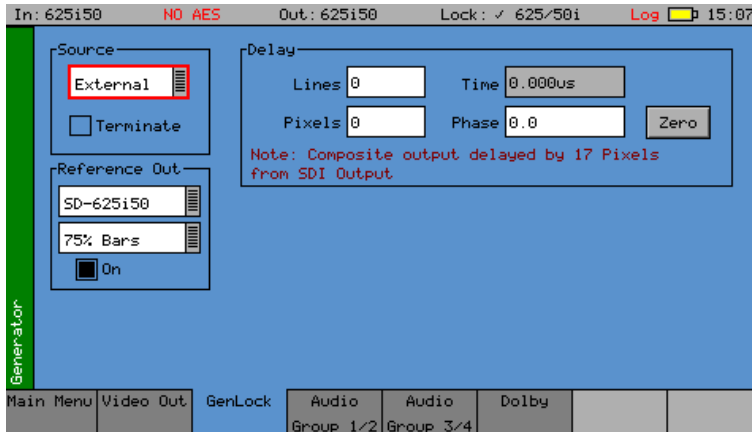 In: 625i50 NO AES Out: 625i50 Lock: ✓ 625/50i Log 15:07
Source
External
Terminate
Reference Out
SD-625i50
75% Bars
On
Delay
Lines 0 Time 0.000us
Pixels 0 Phase 0.0 Zero
Note: Composite output delayed by 17 Pixels
from SDI Output
Generator
Main Menu Video Out GenLock Audio Group 1/2 Audio Group 3/4 Dolby